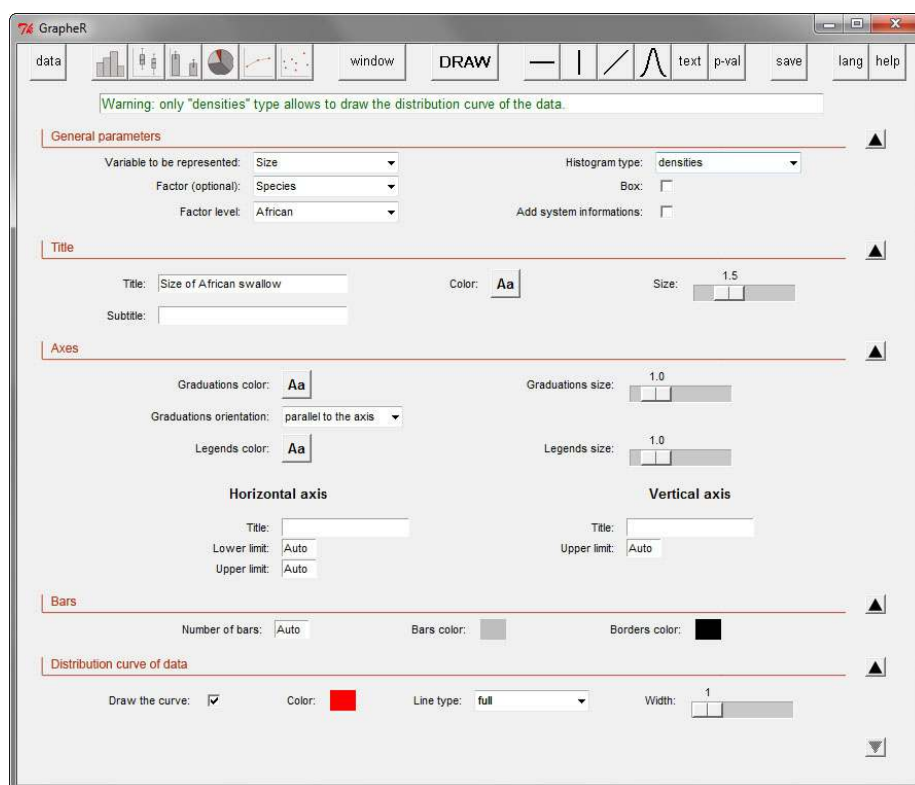 GrapheR
data window DRAW text p-val save lang help
Warning: only "densities" type allows to draw the distribution curve of the data.
General parameters
Variable to be represented: Size Histogram type: densities
Factor (optional): Species Box:
Factor level: African Add system informations:
Title
Title: Size of African swallow Color: Aa Size: 1.5
Subtitle:
Axes
Graduations color: Aa Graduations size: 1.0
Graduations orientation: parallel to the axis
Legends color: Aa Legends size: 1.0
Horizontal axis Vertical axis
Title: Title:
Lower limit: Auto Upper limit: Auto
Upper limit: Auto
Bars
Number of bars: Auto Bars color: Borders color:
Distribution curve of data
Draw the curve: Color: Line type: full Width: 1